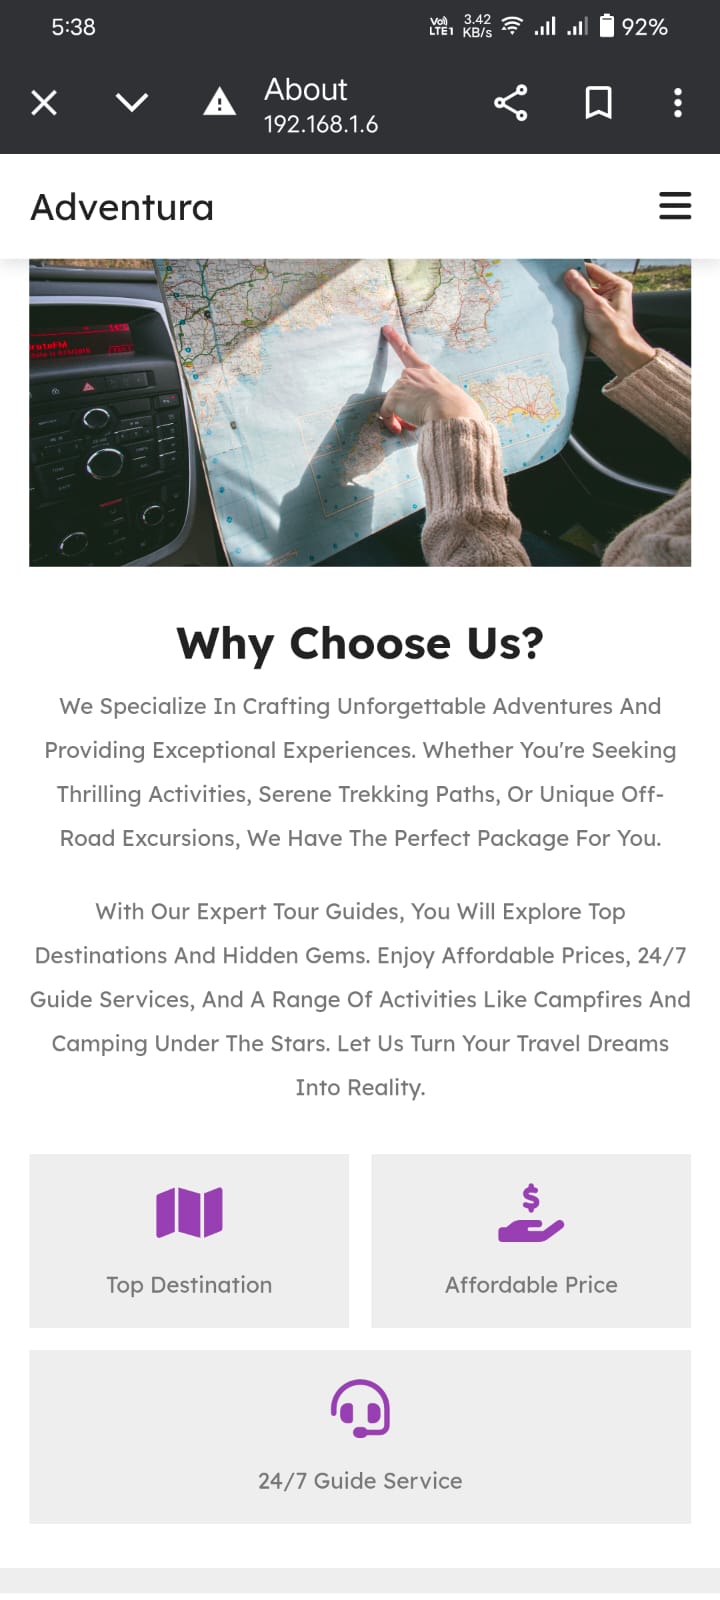 5:38
Vo) 3.42 92%
LTE1 KB/s
About
192.168.1.6
Adventura
Why Choose Us?
We Specialize In Crafting Unforgettable Adventures And
Providing Exceptional Experiences. Whether You're Seeking
Thrilling Activities, Serene Trekking Paths, Or Unique Off-
Road Excursions, We Have The Perfect Package For You.
With Our Expert Tour Guides, You Will Explore Top
Destinations And Hidden Gems. Enjoy Affordable Prices, 24/7
Guide Services, And A Range Of Activities Like Campfires And
Camping Under The Stars. Let Us Turn Your Travel Dreams
Into Reality.
Top Destination
Affordable Price
24/7 Guide Service